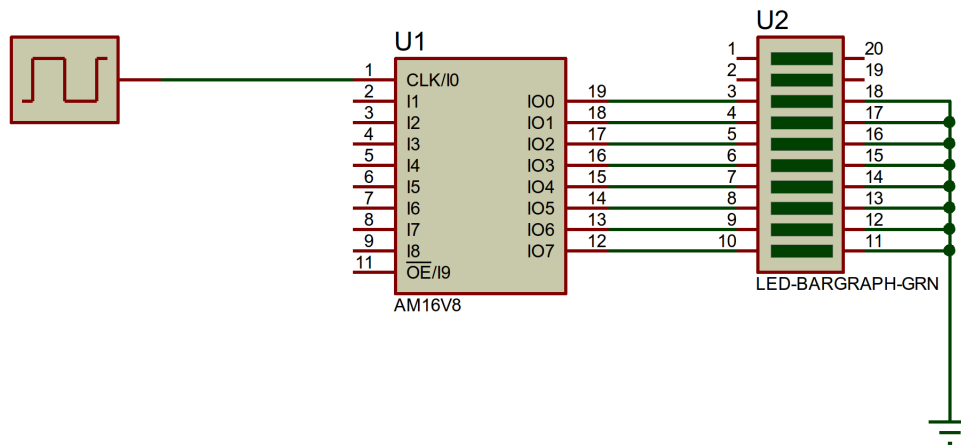 U1
1 CLK/I0
2 I1 IO0 19
3 I2 IO1 18
4 I3 IO2 17
5 I4 IO3 16
6 I5 IO4 15
7 I6 IO5 14
8 I7 IO6 13
9 I8 IO7 12
11 OE/I9
AM16V8
U2
1 20
2 19
3 18
4 17
5 16
6 15
7 14
8 13
9 12
10 11
LED-BARGRAPH-GRN